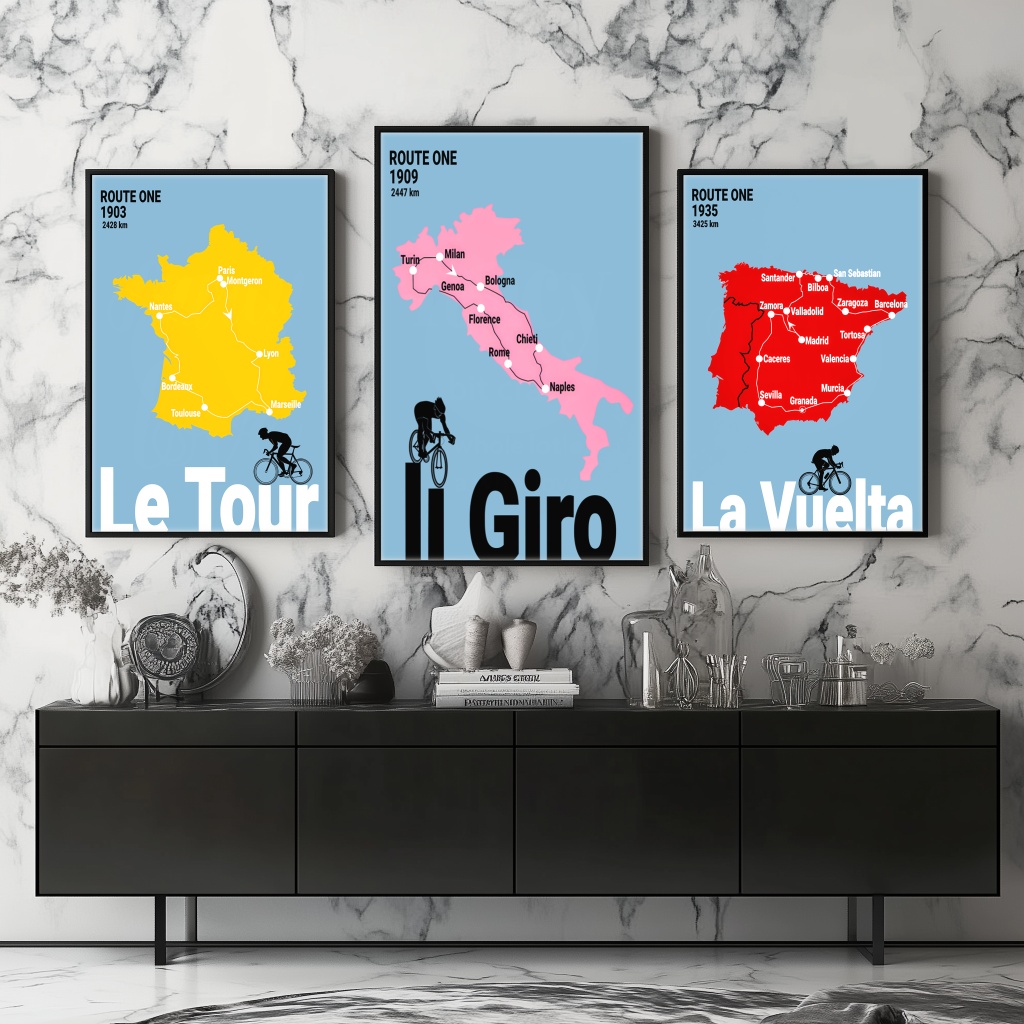 ROUTE ONE
1903
2428 km
Paris
Montgeron
Nantes
Lyon
Bordeaux
Marseille
Toulouse
Le Tour
ROUTE ONE
1909
2447 km
Milan
Turin
Bologna
Genoa
Florence
Chieti
Rome
Naples
Il Giro
ROUTE ONE
1935
3425 km
San Sebastian
Santander
Bilboa
Zaragoza
Barcelona
Zamora
Valladolid
Tortosa
Madrid
Caceres
Valencia
Murcia
Sevilla
Granada
La Vuelta